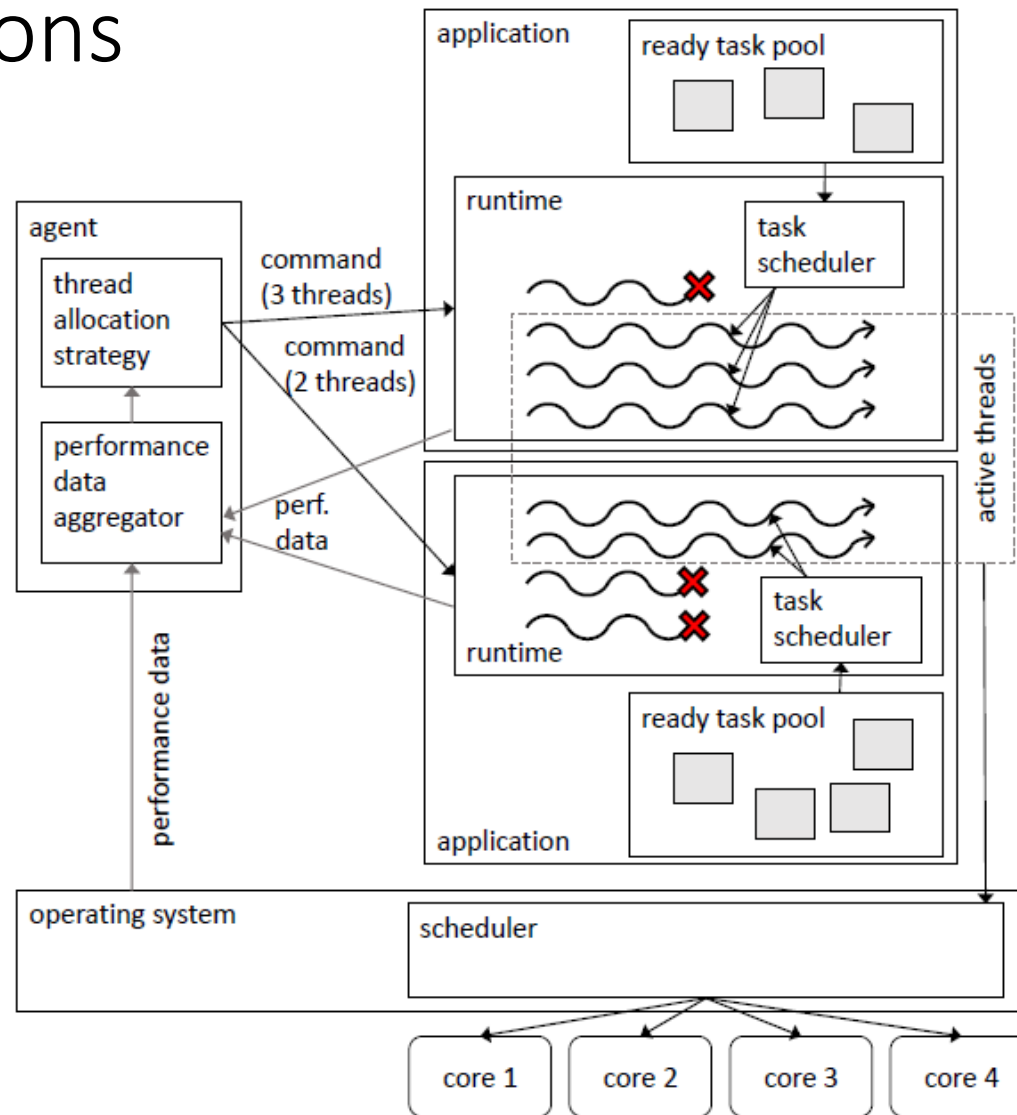 ons
application
ready task pool
runtime
task
scheduler
agent
thread
allocation
strategy
command
(3 threads)
command
(2 threads)
performance
data
aggregator
perf.
data
active threads
task
scheduler
runtime
ready task pool
application
performance data
operating system
scheduler
core 1
core 2
core 3
core 4